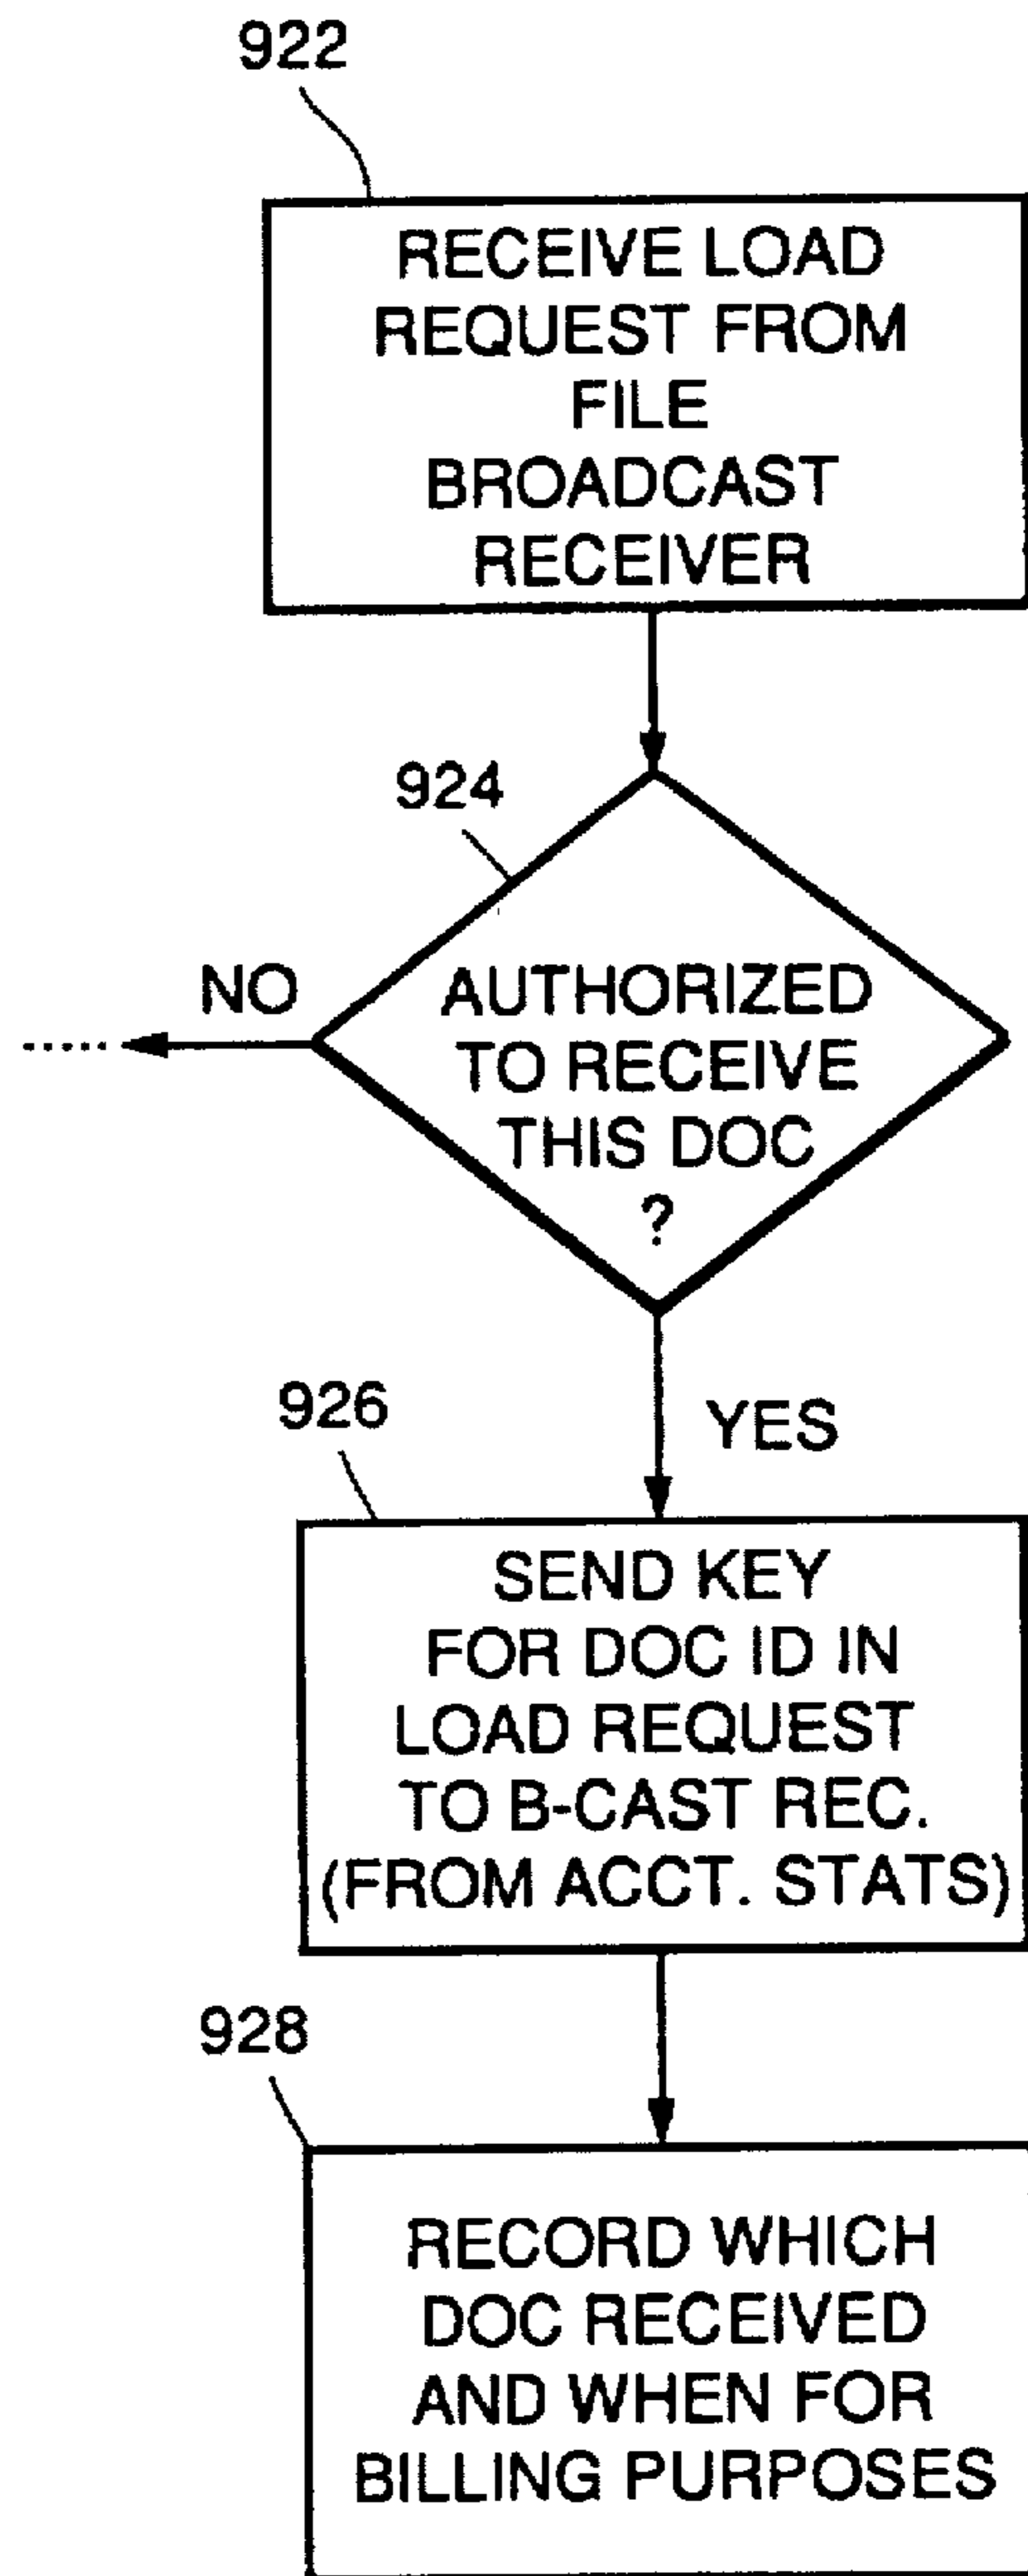 922
RECEIVE LOAD
REQUEST FROM
FILE
BROADCAST
RECEIVER
924
NO
AUTHORIZED
TO RECEIVE
THIS DOC
?
YES
926
SEND KEY
FOR DOC ID IN
LOAD REQUEST
TO B-CAST REC.
(FROM ACCT. STATS)
928
RECORD WHICH
DOC RECEIVED
AND WHEN FOR
BILLING PURPOSES